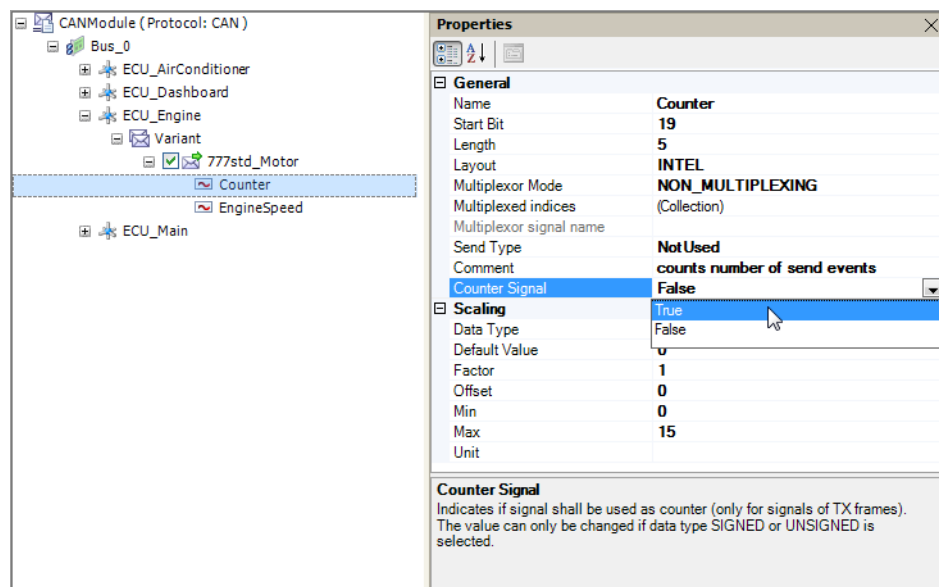 CANModule (Protocol: CAN)
Bus_0
ECU_AirConditioner
ECU_Dashboard
ECU_Engine
Variant
777std_Motor
Counter
EngineSpeed
ECU_Main
Properties
General
Name Counter
Start Bit 19
Length 5
Layout INTEL
Multiplexor Mode NON_MULTIPLEXING
Multiplexed indices (Collection)
Multiplexor signal name
Send Type NotUsed
Comment counts number of send events
Counter Signal False
True
False
Scaling
Data Type
Default Value 0
Factor 1
Offset 0
Min 0
Max 15
Unit
Counter Signal
Indicates if signal shall be used as counter (only for signals of TX frames).
The value can only be changed if data type SIGNED or UNSIGNED is
selected.